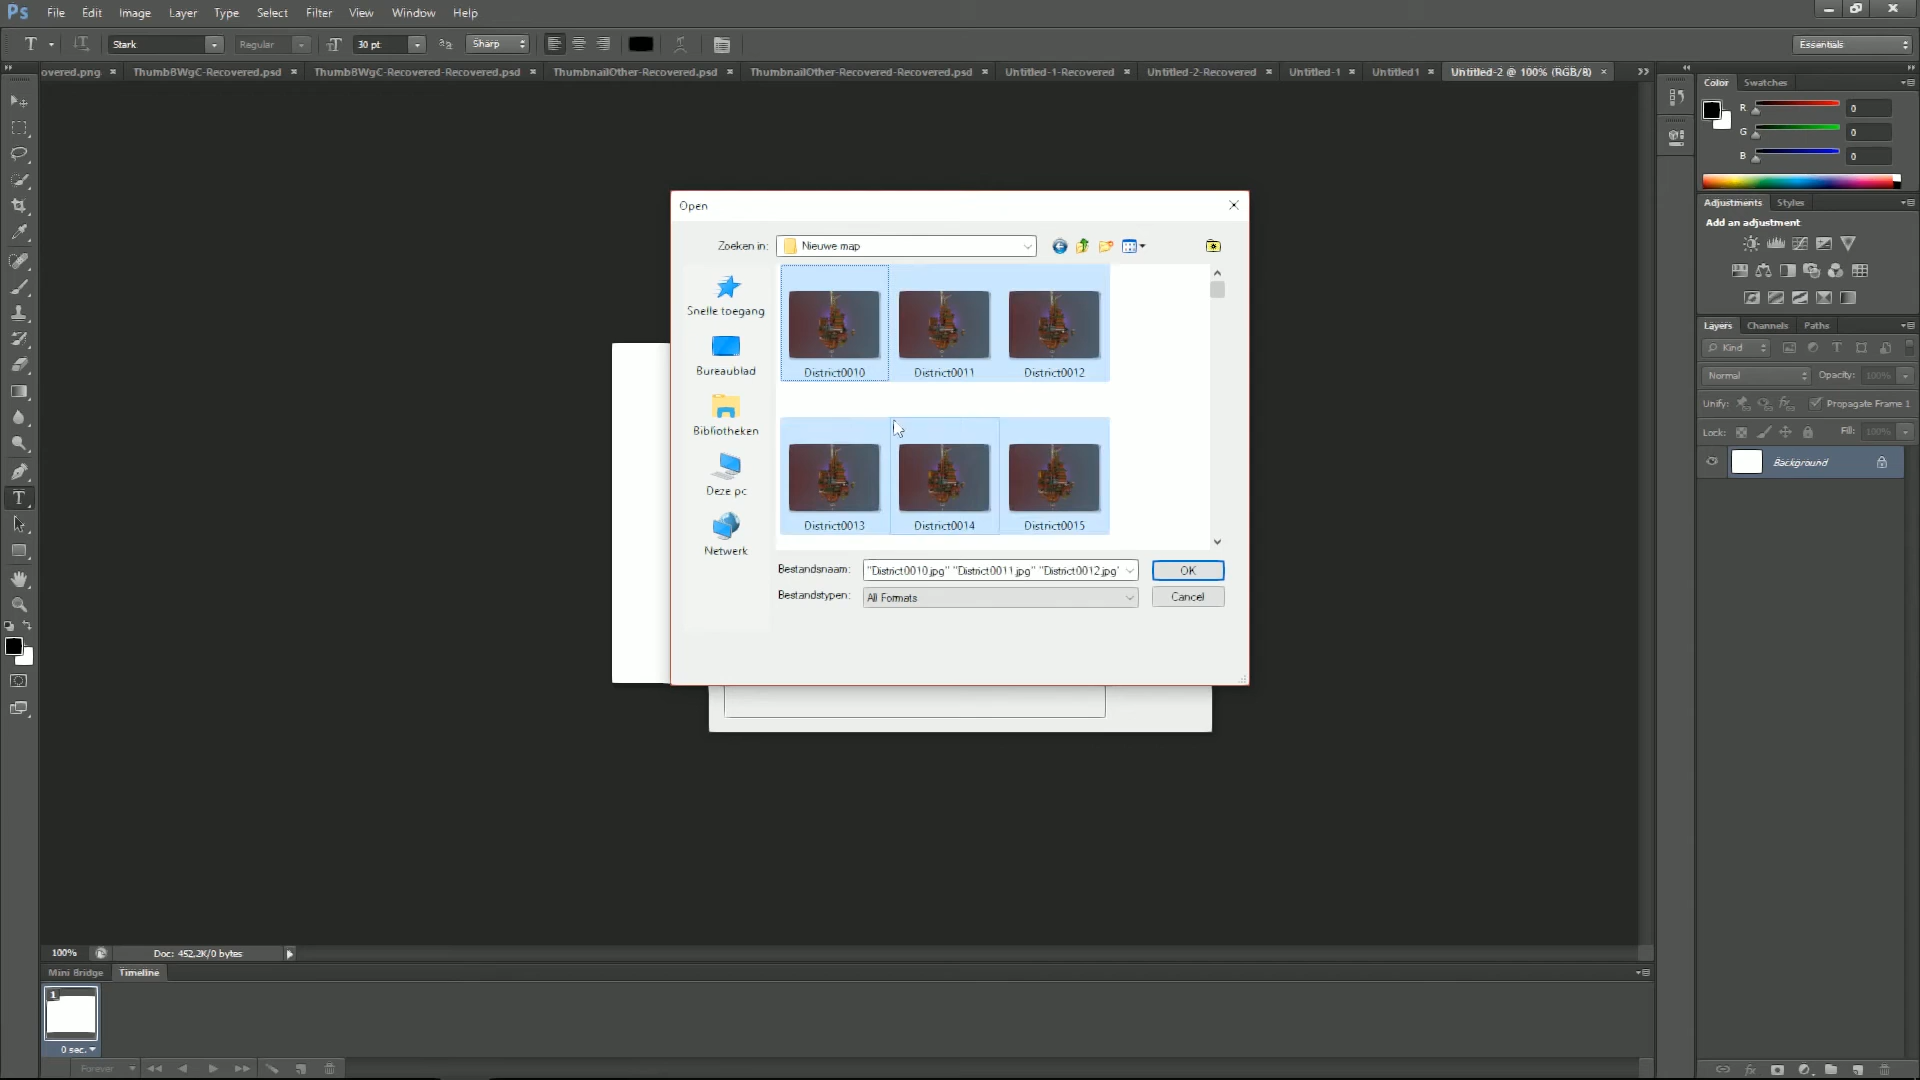 Ps File Edit Image Layer Type Select Filter View Window Help
T Stark Regular 30 pt Sharp Essentials
overed.png × ThumbBWgC-Recovered.psd × ThumbBWgC-Recovered-Recovered.psd × ThumbnailOther-Recovered.psd × ThumbnailOther-Recovered-Recovered.psd × Untitled-1-Recovered × Untitled-2-Recovered × Untitled-1 × Untitled1 × Untitled-2 @ 100% (RGB/8) ×
Color Swatches
R 0
G 0
B 0
Adjustments Styles
Add an adjustment
Layers Channels Paths
Kind
Normal Opacity: 100%
Unify: Propagate Frame 1
Lock: Fill: 100%
Background
Open
Zoeken in: Nieuwe map
Snelle toegang
Bureaublad
Bibliotheken
Deze pc
Netwerk
District0010 District0011 District0012
District0013 District0014 District0015
Bestandsnaam: "District0010.jpg" "District0011.jpg" "District0012.jpg" OK
Bestandstypen: All Formats Cancel
100% Doc: 452,2K/0 bytes
Mini Bridge Timeline
1
0 sec.
Forever